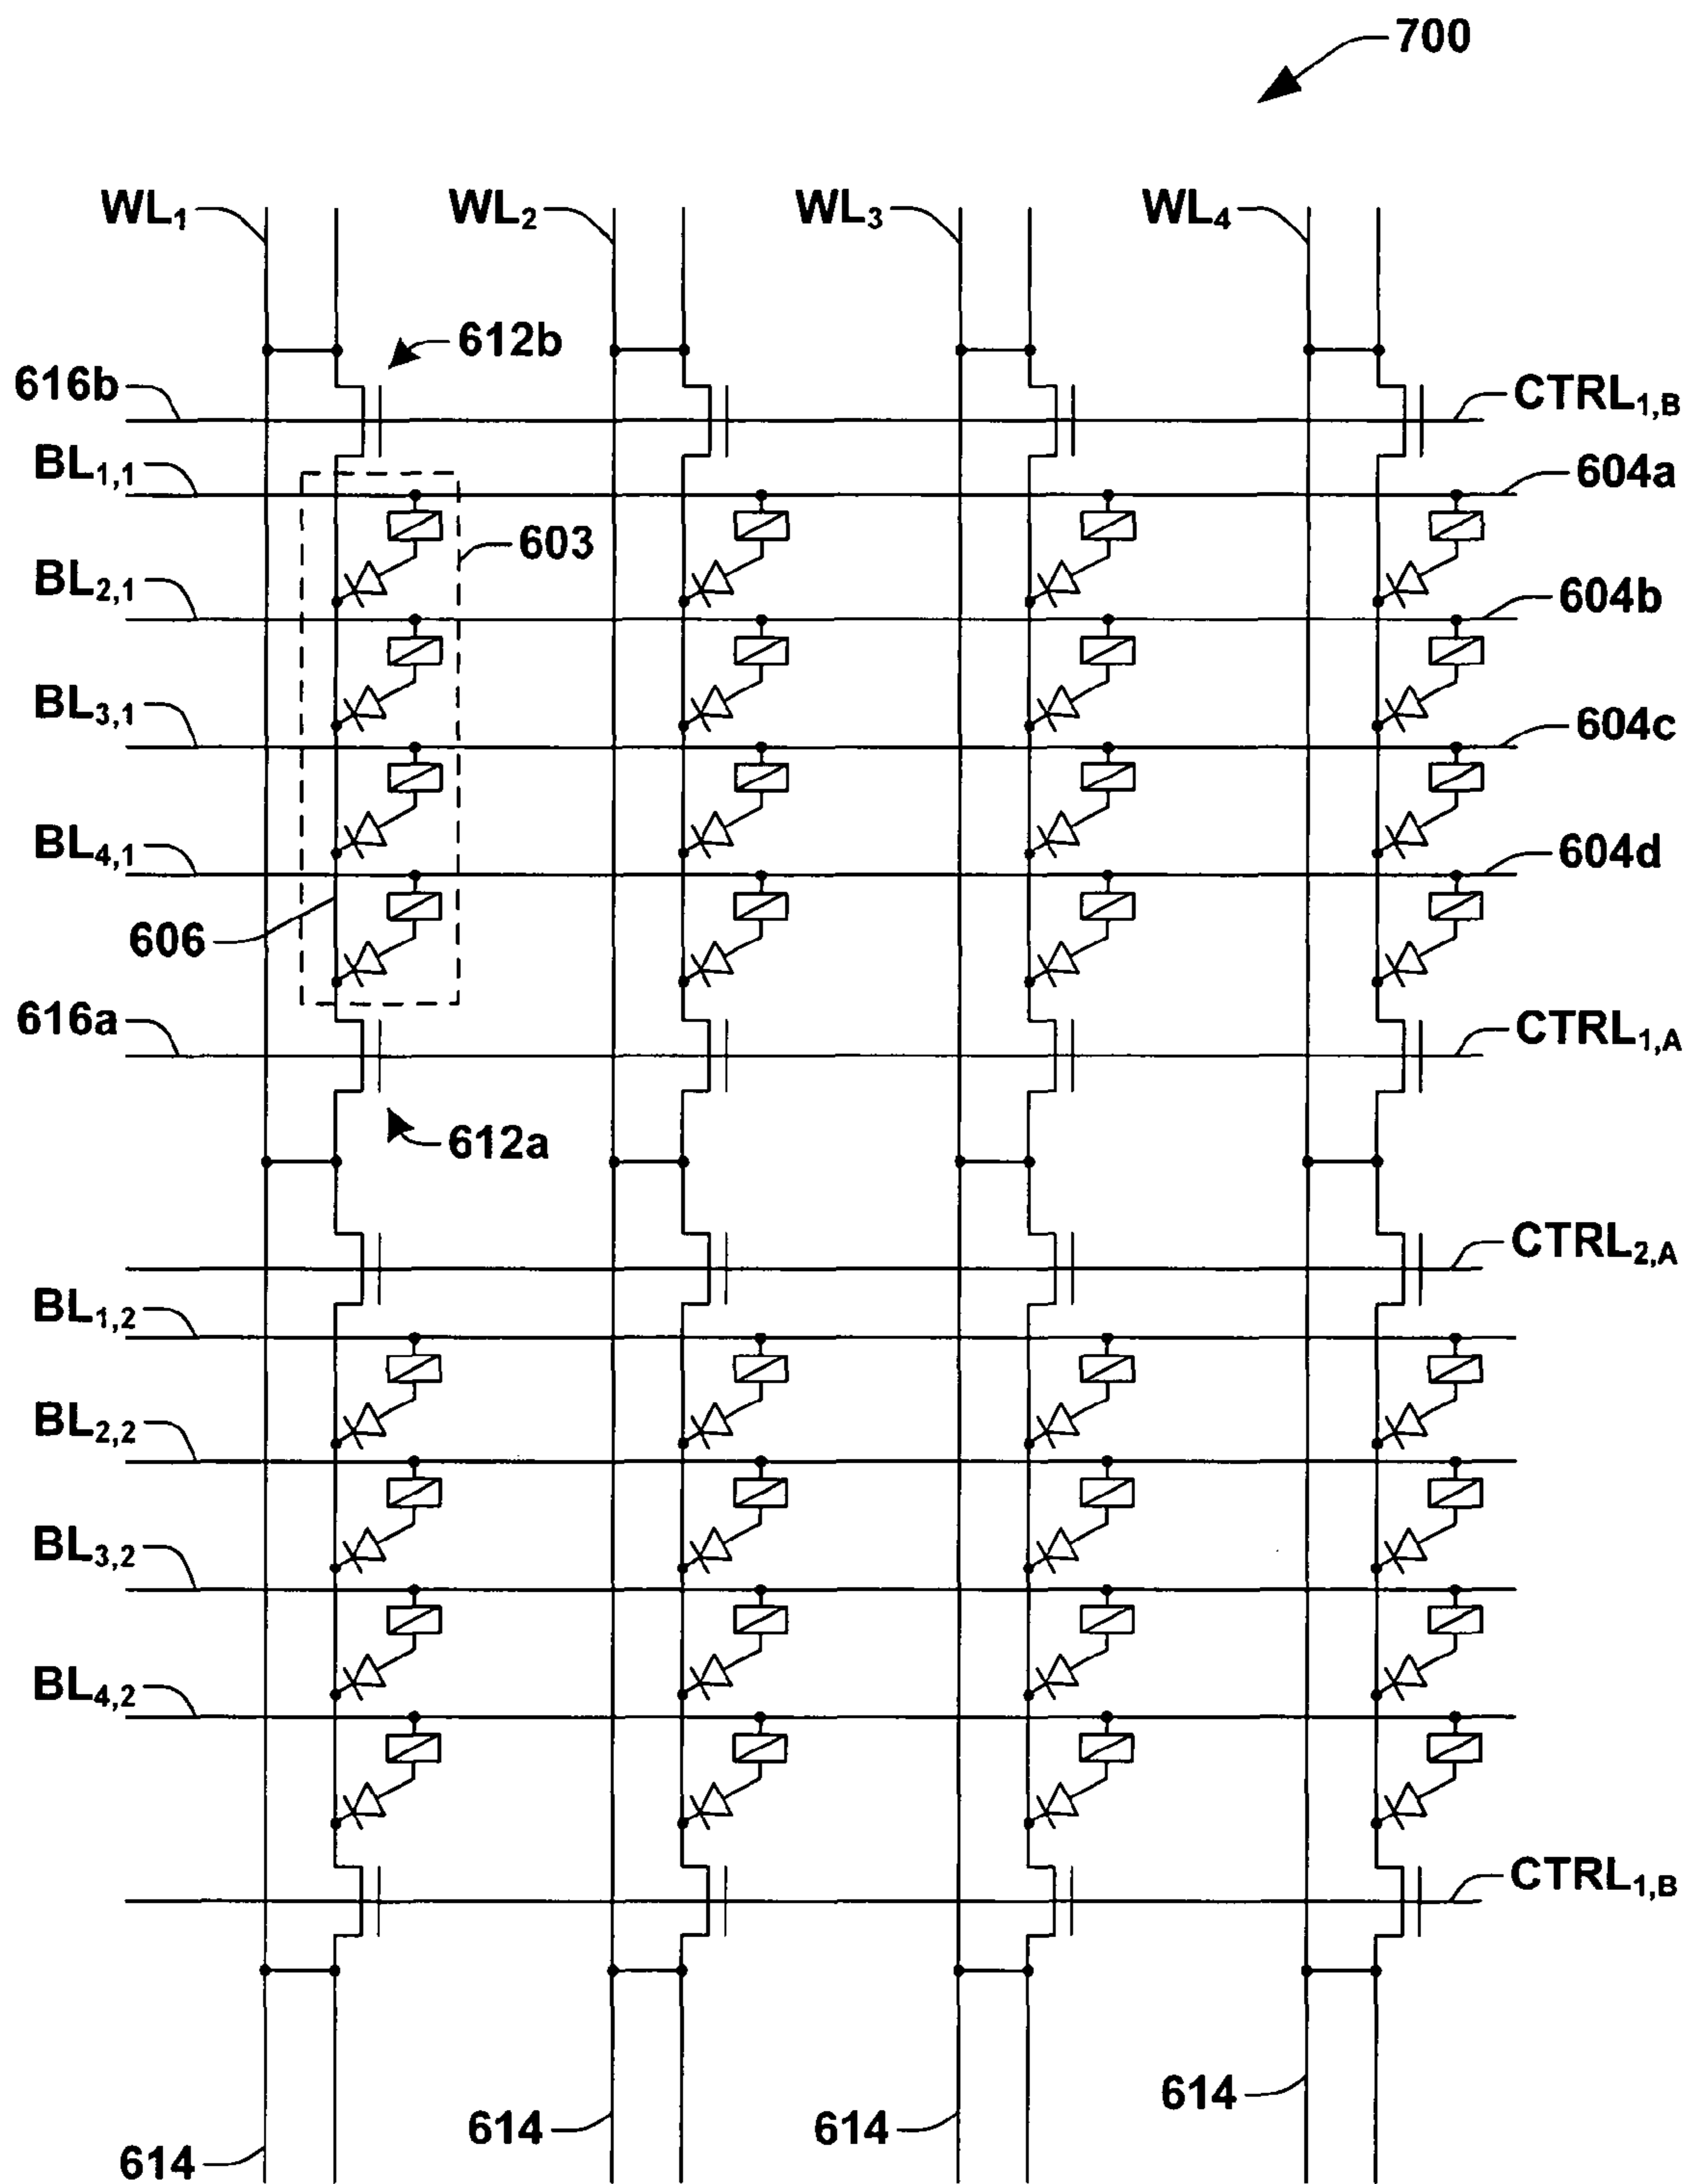 700
WL1 WL2 WL3 WL4
612b
616b CTRL1,B
BL1,1 604a
603
BL2,1 604b
BL3,1 604c
BL4,1 604d
606
616a CTRL1,A
612a
CTRL2,A
BL1,2
BL2,2
BL3,2
BL4,2
CTRL1,B
614 614 614 614